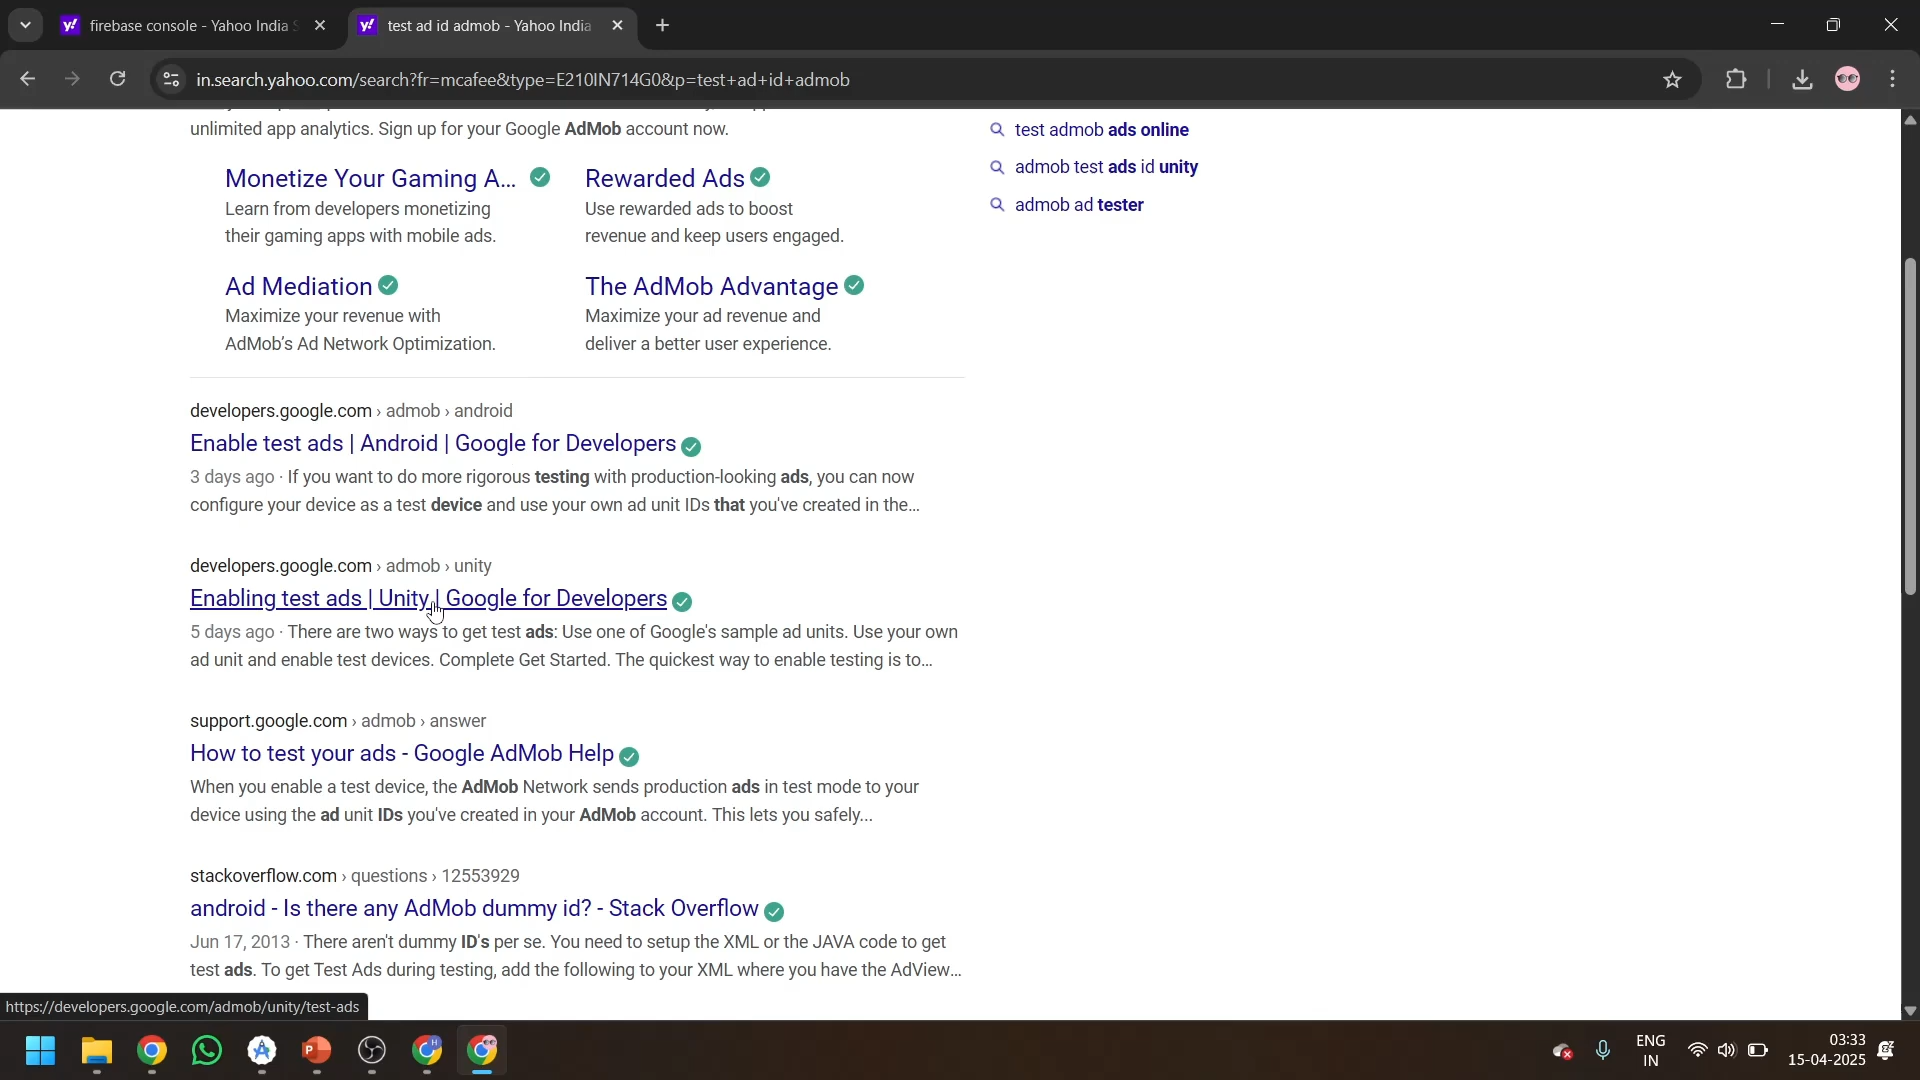 firebase console - Yahoo India S
test ad id admob - Yahoo India
in.search.yahoo.com/search?fr=mcafee&type=E210IN714G0&p=test+ad+id+admob
unlimited app analytics. Sign up for your Google AdMob account now.
Monetize Your Gaming A...
Learn from developers monetizing
their gaming apps with mobile ads.
Rewarded Ads
Use rewarded ads to boost
revenue and keep users engaged.
Ad Mediation
Maximize your revenue with
AdMob's Ad Network Optimization.
The AdMob Advantage
Maximize your ad revenue and
deliver a better user experience.
test admob ads online
admob test ads id unity
admob ad tester
developers.google.com › admob › android
Enable test ads | Android | Google for Developers
3 days ago · If you want to do more rigorous testing with production-looking ads, you can now
configure your device as a test device and use your own ad unit IDs that you've created in the...
developers.google.com › admob › unity
Enabling test ads | Unity | Google for Developers
5 days ago · There are two ways to get test ads: Use one of Google's sample ad units. Use your own
ad unit and enable test devices. Complete Get Started. The quickest way to enable testing is to...
support.google.com › admob › answer
How to test your ads - Google AdMob Help
When you enable a test device, the AdMob Network sends production ads in test mode to your
device using the ad unit IDs you've created in your AdMob account. This lets you safely...
stackoverflow.com › questions › 12553929
android - Is there any AdMob dummy id? - Stack Overflow
Jun 17, 2013 · There aren't dummy ID's per se. You need to setup the XML or the JAVA code to get
test ads. To get Test Ads during testing, add the following to your XML where you have the AdView...
https://developers.google.com/admob/unity/test-ads
ENG
IN
03:33
15-04-2025